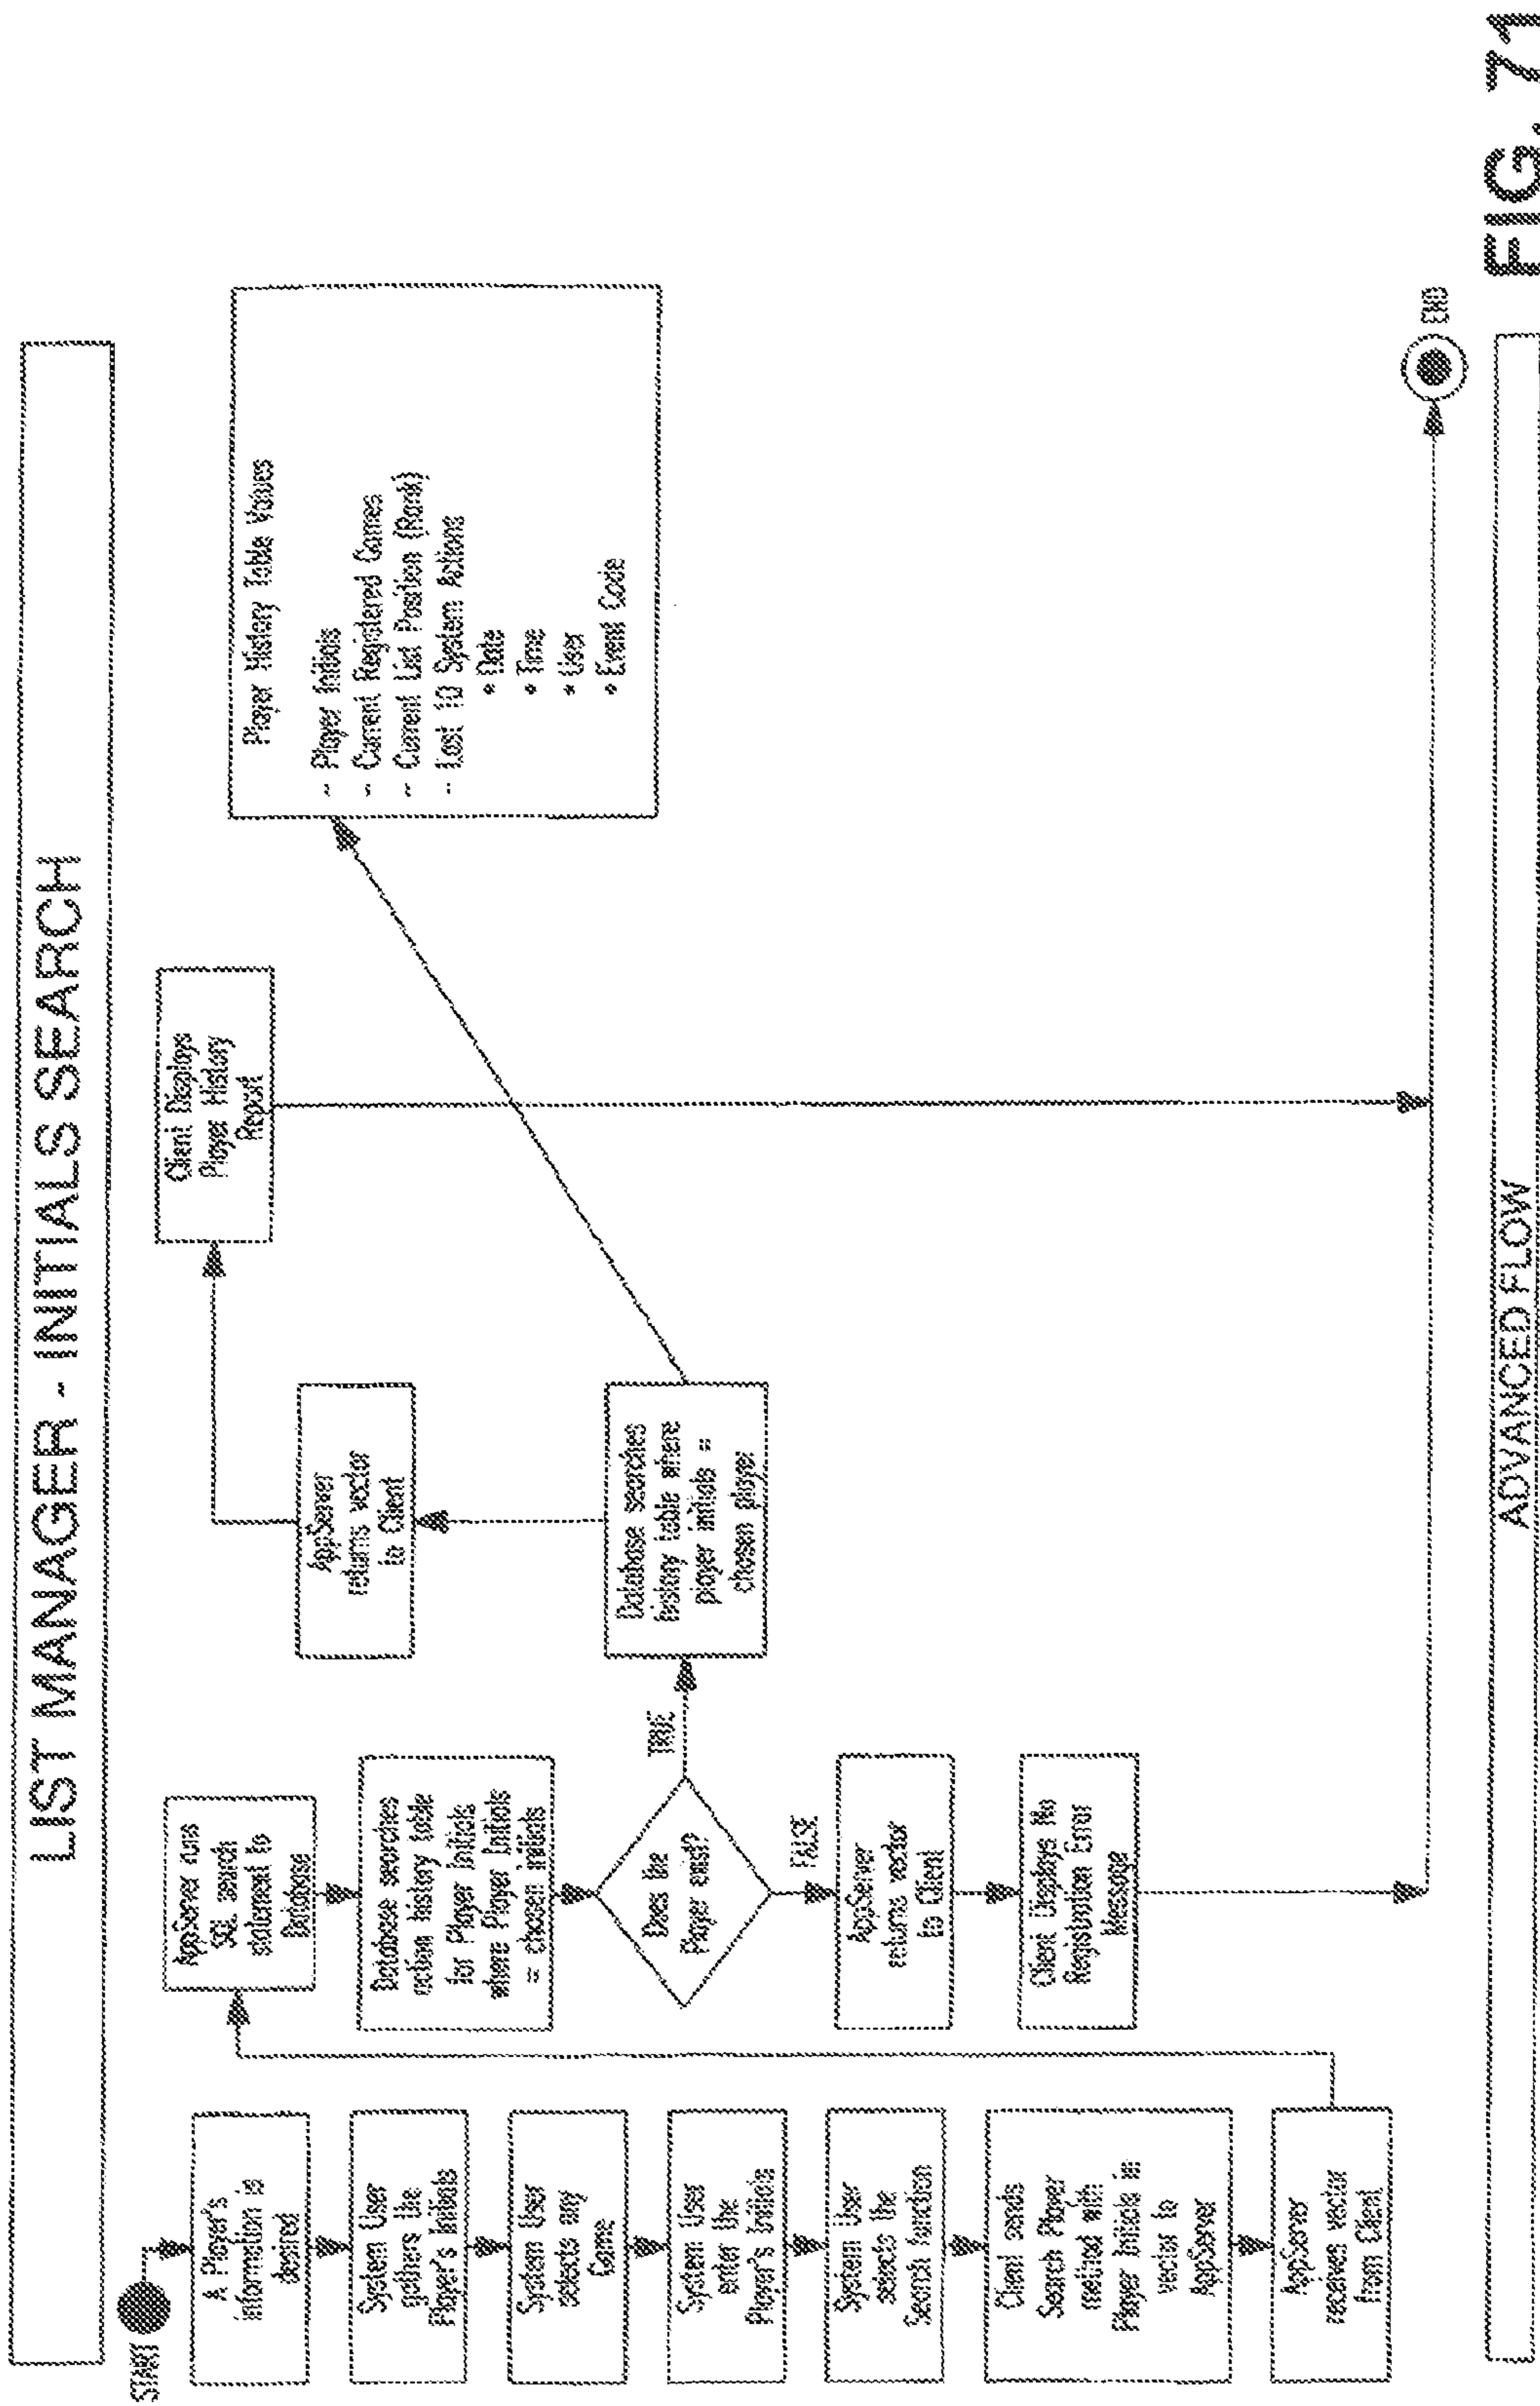 LIST MANAGER - INITIALS SEARCH
START
A Player's
information is
desired
System User
gathers the
Player's Initials
System User
selects any
Game
System User
enter the
Player's Initials
System User
selects the
Search function
Client sends
Search Player
method with
Player Initials in
vector to
AppServer
AppServer
receives vector
from Client
AppServer runs
SQL search
statement to
Database
Database searches
action history table
for Player Initials
where Player Initials
= chosen initials
Does the
Player exist?
TRUE
FALSE
AppServer
returns vector
to Client
Client Displays No
Registration Error
Message
Database searches
history table where
player initials =
chosen player
AppServer
returns vector
to Client
Client Displays
Player History
Report
Player History Table Values
- Player Initials
- Current Registered Games
- Current List Position (Rank)
- Last 10 System Actions
• Date
• Time
• User
• Event Code
END
ADVANCED FLOW
FIG. 71